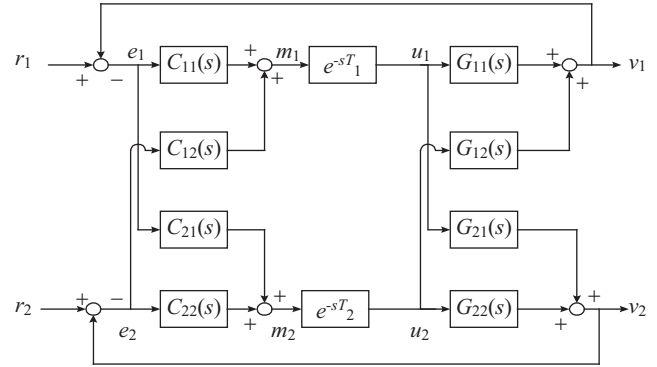 r₁ + − e₁ C₁₁(s) + + m₁ e⁻ˢᵀ₁ u₁ G₁₁(s) + + v₁
C₁₂(s) G₁₂(s)
C₂₁(s) G₂₁(s)
r₂ + − e₂ C₂₂(s) + + m₂ e⁻ˢᵀ₂ u₂ G₂₂(s) + + v₂